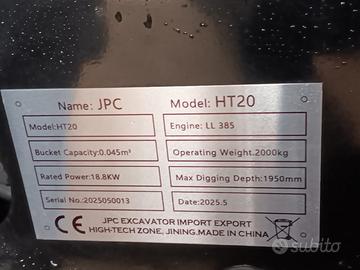 Name: JPC Model: HT20
Model:HT20 Engine: LL 385
Bucket Capacity:0.045m³ Operating Weight:2000kg
Rated Power:18.8KW Max Digging Depth:1950mm
Serial No.:2025050013 Date:2025.5
CE JPC EXCAVATOR IMPORT EXPORT
HIGH-TECH ZONE, JINING.MADE IN CHINA
subito